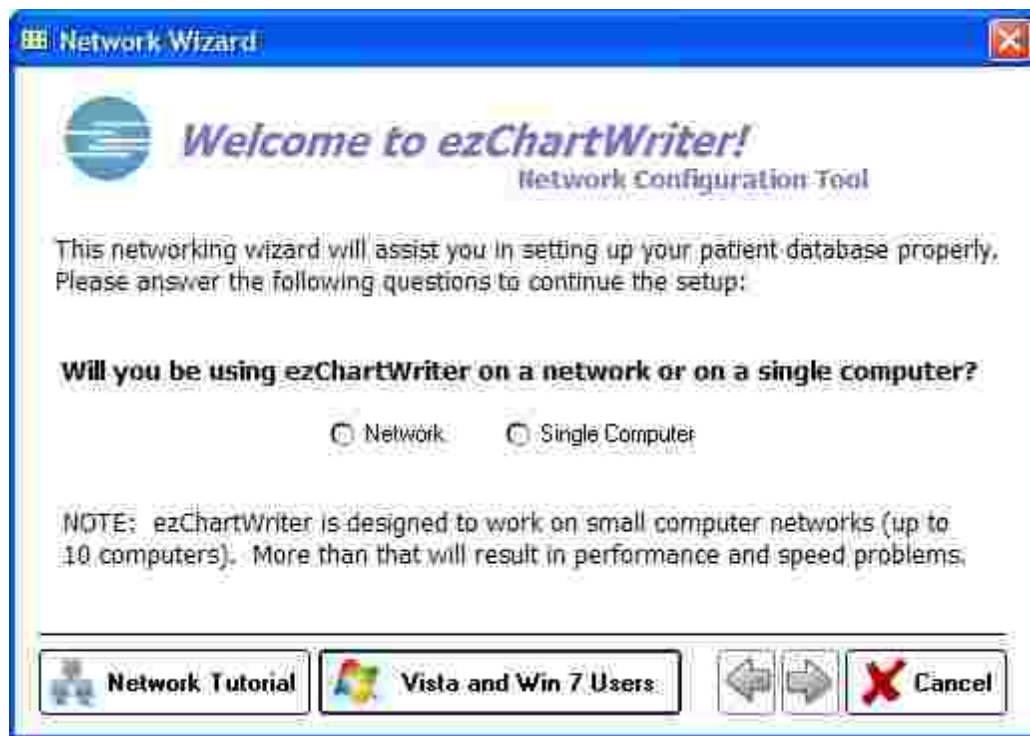 Network Wizard
Welcome to ezChartWriter!
Network Configuration Tool
This networking wizard will assist you in setting up your patient database properly.
Please answer the following questions to continue the setup:
Will you be using ezChartWriter on a network or on a single computer?
Network Single Computer
NOTE: ezChartWriter is designed to work on small computer networks (up to
10 computers). More than that will result in performance and speed problems.
Network Tutorial Vista and Win 7 Users Cancel